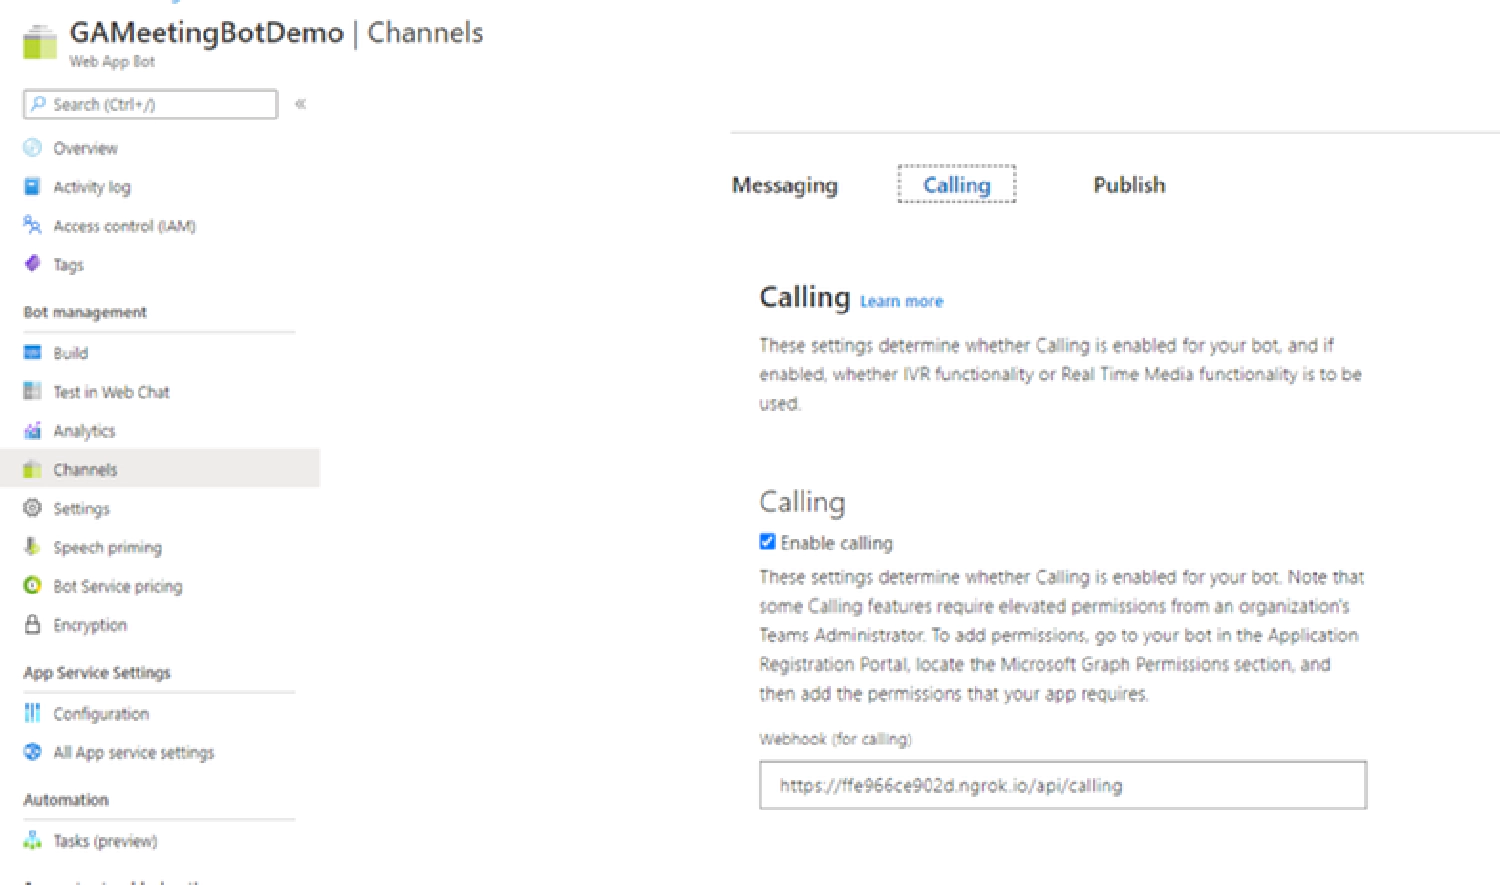 GAMeetingBotDemo | Channels
Web App Bot
Search (Ctrl+/)
«
Overview
Activity log
Access control (IAM)
Tags
Bot management
Build
Test in Web Chat
Analytics
Channels
Settings
Speech priming
Bot Service pricing
Encryption
App Service Settings
Configuration
All App service settings
Automation
Tasks (preview)
Messaging Calling Publish
Calling Learn more
These settings determine whether Calling is enabled for your bot, and if
enabled, whether IVR functionality or Real Time Media functionality is to be
used.
Calling
Enable calling
These settings determine whether Calling is enabled for your bot. Note that
some Calling features require elevated permissions from an organization's
Teams Administrator. To add permissions, go to your bot in the Application
Registration Portal, locate the Microsoft Graph Permissions section, and
then add the permissions that your app requires.
Webhook (for calling)
https://ffe966ce902d.ngrok.io/api/calling